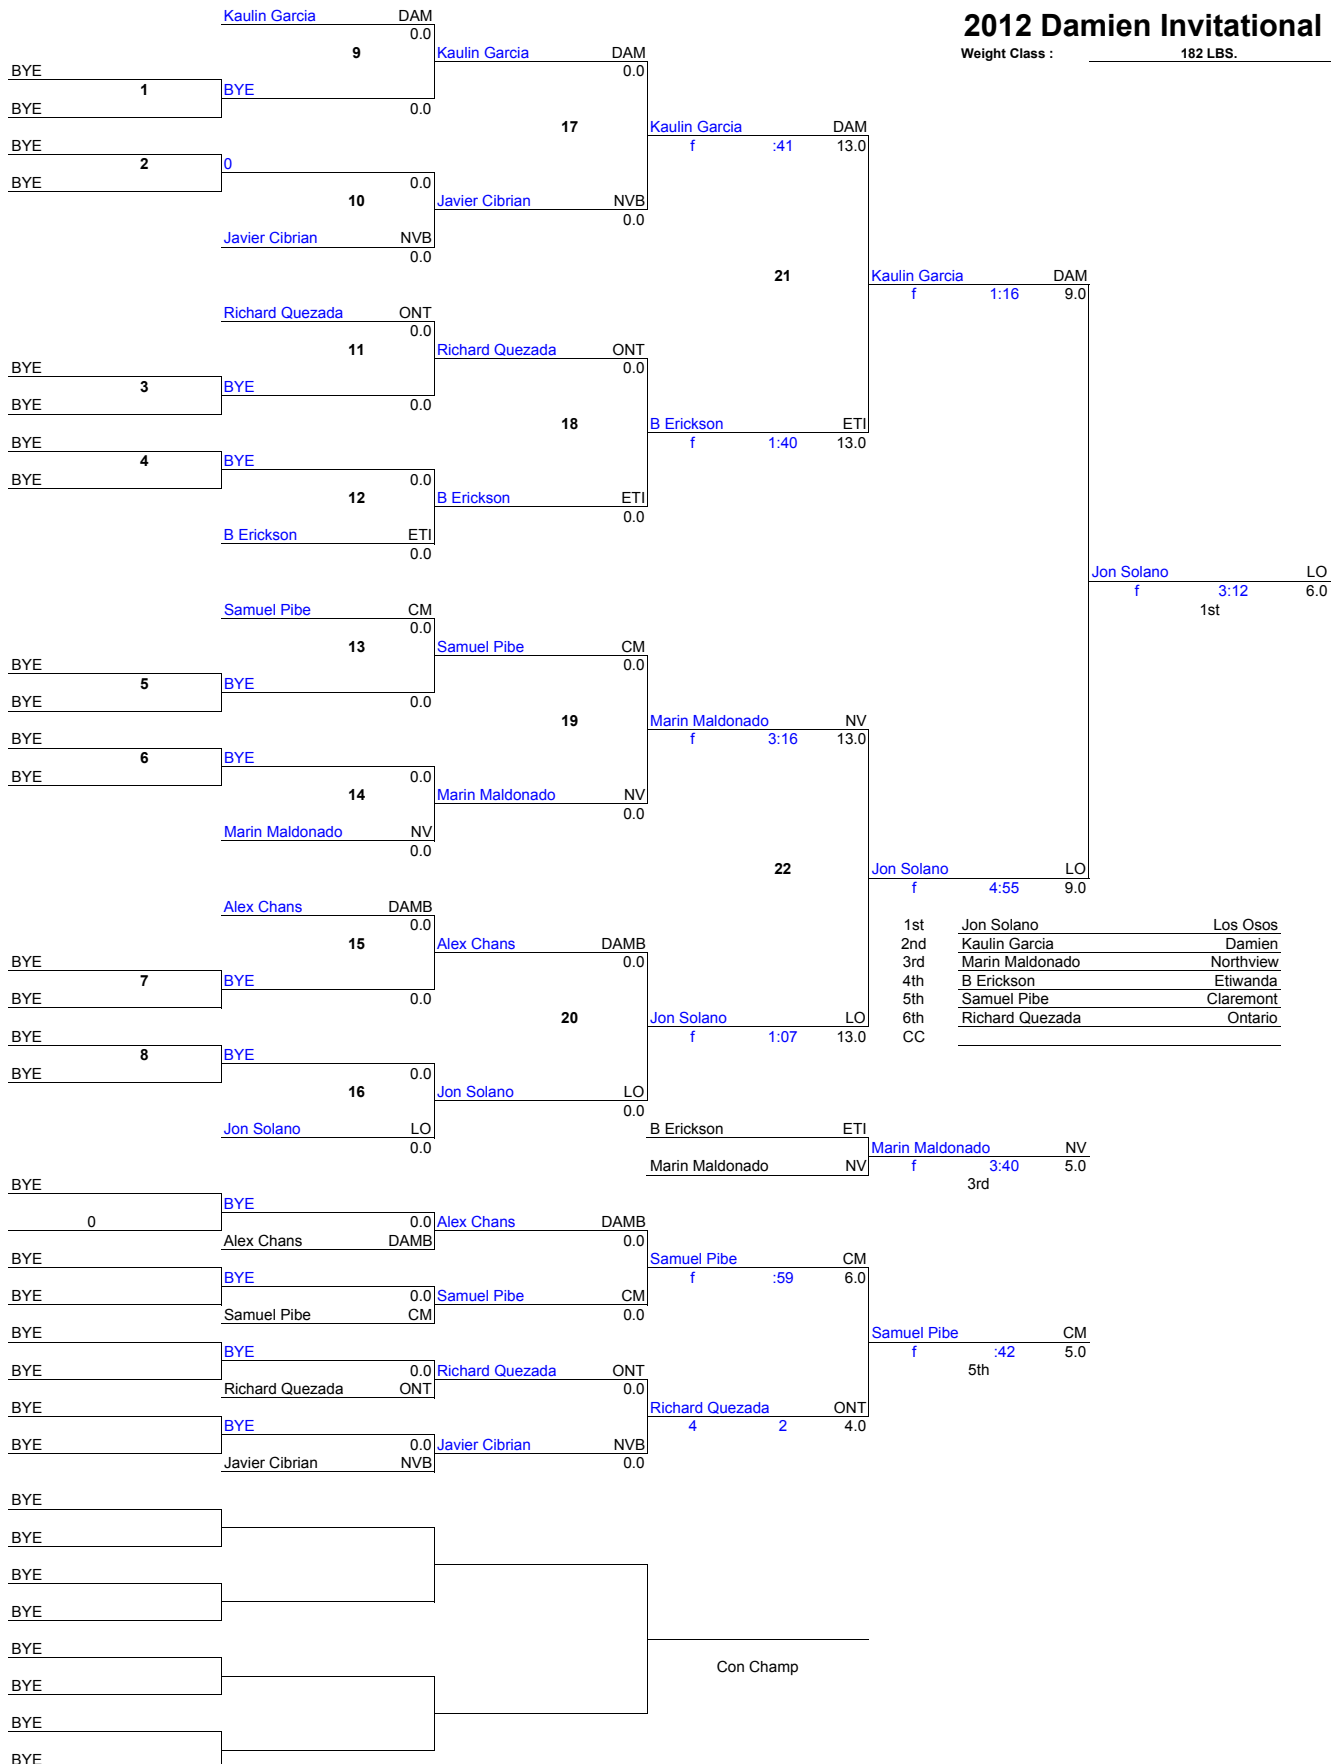 Kaulin Garcia DAM
2012 Damien Invitational
0.0
9 Kaulin Garcia DAM
Weight Class : 182 LBS.
BYE 0.0
1 BYE
BYE 0.0
17 Kaulin Garcia DAM
BYE f :41 13.0
2 0
BYE 0.0
10 Javier Cibrian NVB
0.0
Javier Cibrian NVB
0.0
21 Kaulin Garcia DAM
f 1:16 9.0
Richard Quezada ONT
0.0
11 Richard Quezada ONT
BYE 0.0
3 BYE
BYE 0.0
18 B Erickson ETI
BYE f 1:40 13.0
4 BYE
BYE 0.0
12 B Erickson ETI
0.0
B Erickson ETI
0.0
Jon Solano LO
f 3:12 6.0
Samuel Pibe CM 1st
0.0
13 Samuel Pibe CM
BYE 0.0
5 BYE
BYE 0.0
19 Marin Maldonado NV
BYE f 3:16 13.0
6 BYE
BYE 0.0
14 Marin Maldonado NV
0.0
Marin Maldonado NV
0.0
22 Jon Solano LO
f 4:55 9.0
Alex Chans DAMB
0.0 1st Jon Solano Los Osos
15 Alex Chans DAMB 2nd Kaulin Garcia Damien
BYE 0.0 3rd Marin Maldonado Northview
7 BYE 4th B Erickson Etiwanda
BYE 0.0 5th Samuel Pibe Claremont
20 Jon Solano LO 6th Richard Quezada Ontario
BYE f 1:07 13.0 CC
8 BYE
BYE 0.0
16 Jon Solano LO
0.0
Jon Solano LO B Erickson ETI
0.0 Marin Maldonado NV
Marin Maldonado NV f 3:40 5.0
BYE 3rd
BYE
0 0.0 Alex Chans DAMB
Alex Chans DAMB 0.0
BYE Samuel Pibe CM
BYE f :59 6.0
BYE 0.0 Samuel Pibe CM
Samuel Pibe CM 0.0
BYE Samuel Pibe CM
BYE f :42 5.0
BYE 0.0 Richard Quezada ONT 5th
Richard Quezada ONT 0.0
BYE Richard Quezada ONT
BYE 4 2 4.0
BYE 0.0 Javier Cibrian NVB
Javier Cibrian NVB 0.0
BYE
BYE
BYE
BYE
BYE
Con Champ
BYE
BYE
BYE